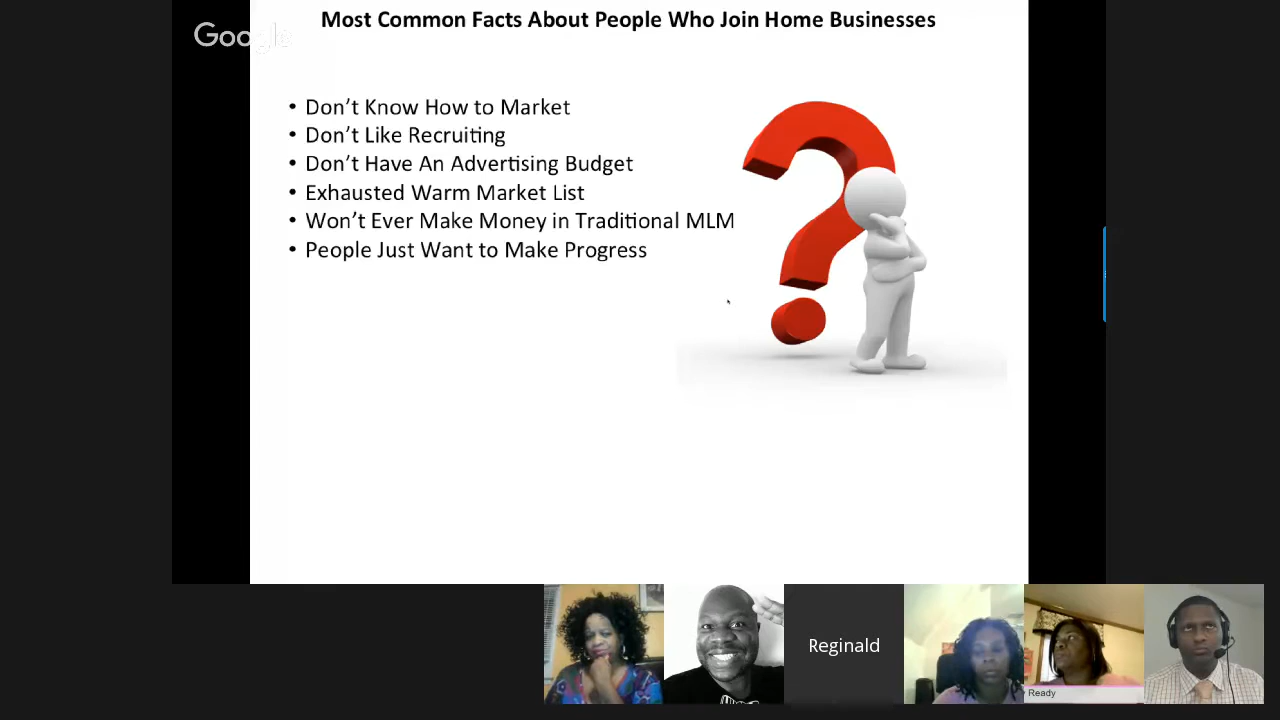 Most Common Facts About People Who Join Home Businesses
Google
• Don’t Know How to Market
• Don’t Like Recruiting
• Don’t Have An Advertising Budget
• Exhausted Warm Market List
• Won’t Ever Make Money in Traditional MLM
• People Just Want to Make Progress
Reginald
Ready